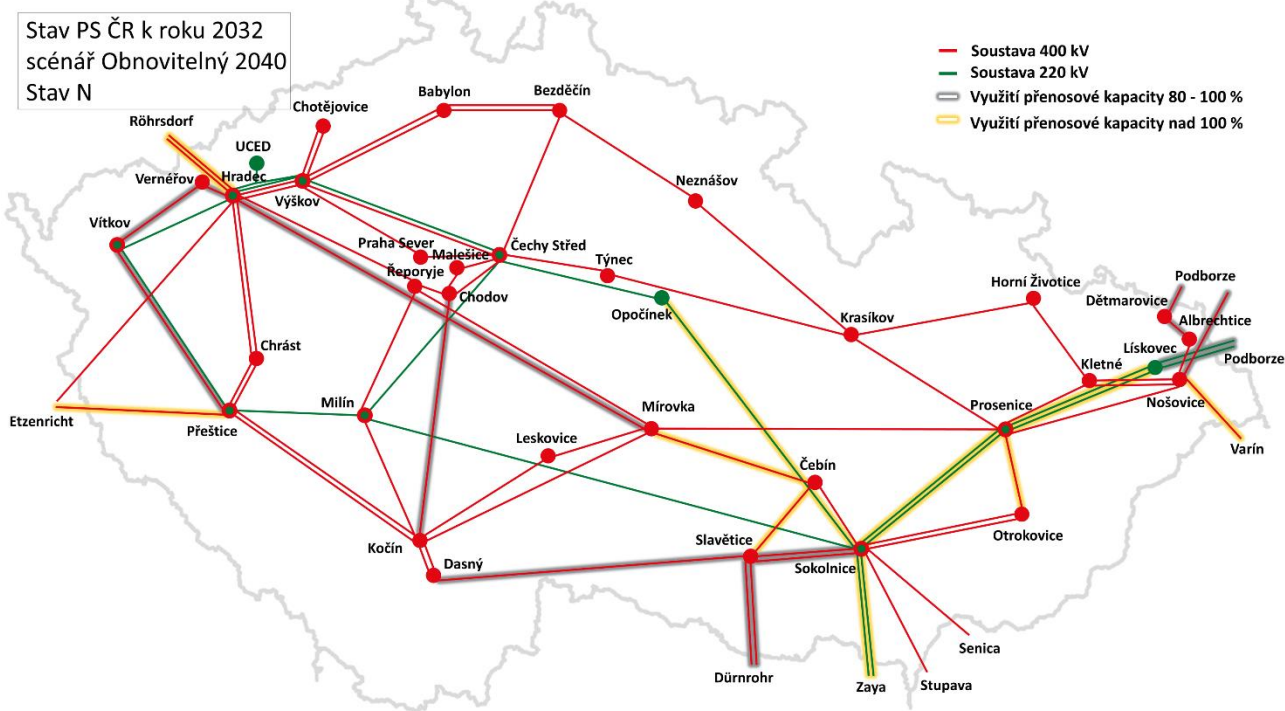 Stav PS ČR k roku 2032
scénář Obnovitelný 2040
Stav N
Soustava 400 kV
Soustava 220 kV
Využití přenosové kapacity 80 - 100 %
Využití přenosové kapacity nad 100 %
Babylon
Bezděčín
Chotějovice
Röhrsdorf
UCED
Vernéřov
Hradec
Výškov
Neznášov
Vítkov
Praha Sever
Malešice
Čechy Střed
Řeporyje
Týnec
Chodov
Opočínek
Horní Životice
Podborze
Dětmarovice
Albrechtice
Krasíkov
Lískovec
Podborze
Kletné
Nošovice
Chrást
Etzenricht
Přeštice
Milín
Mírovka
Prosenice
Varín
Leskovice
Čebín
Kočín
Slavětice
Sokolnice
Otrokovice
Dasný
Dürnrohr
Zaya
Stupava
Senica